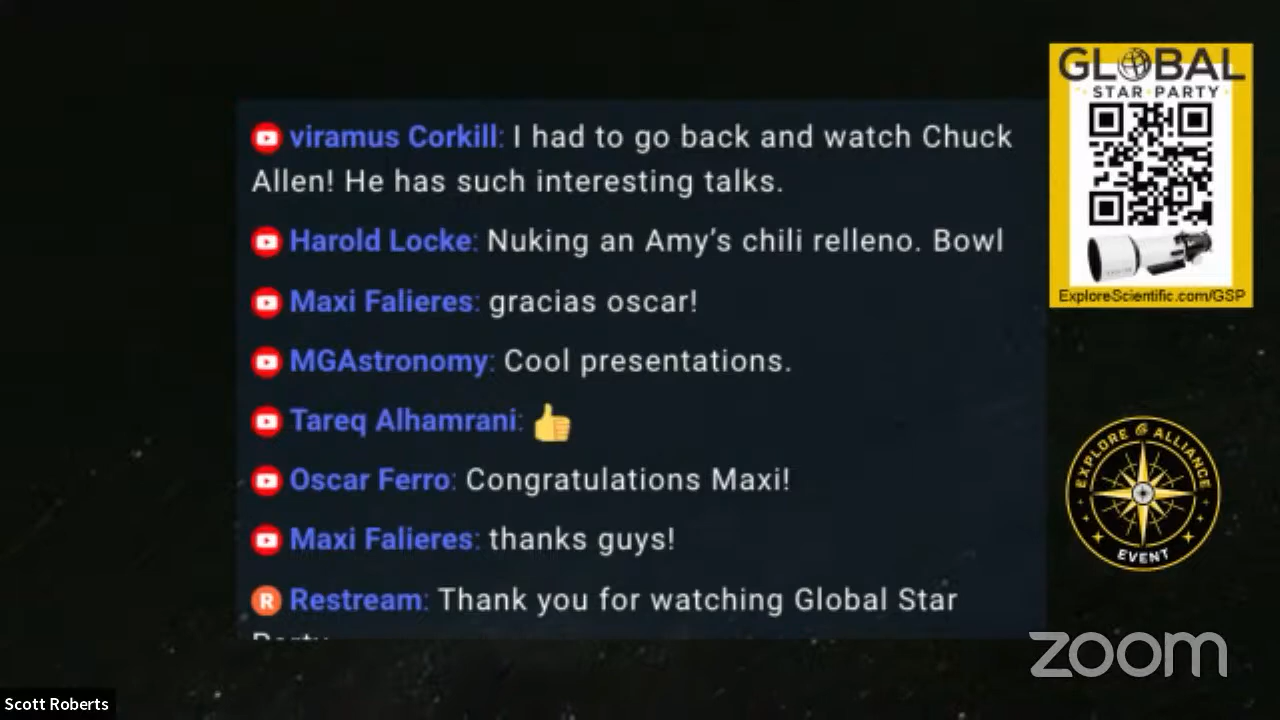 viramus Corkill: I had to go back and watch Chuck
Allen! He has such interesting talks.
Harold Locke: Nuking an Amy’s chili relleno. Bowl
Maxi Falieres: gracias oscar!
MGAstronomy: Cool presentations.
Tareq Alhamrani: 👍
Oscar Ferro: Congratulations Maxi!
Maxi Falieres: thanks guys!
R Restream: Thank you for watching Global Star
Party
GLOBAL
STAR PARTY
ExploreScientific.com/GSP
EXPLORE ALLIANCE
EVENT
zoom
Scott Roberts